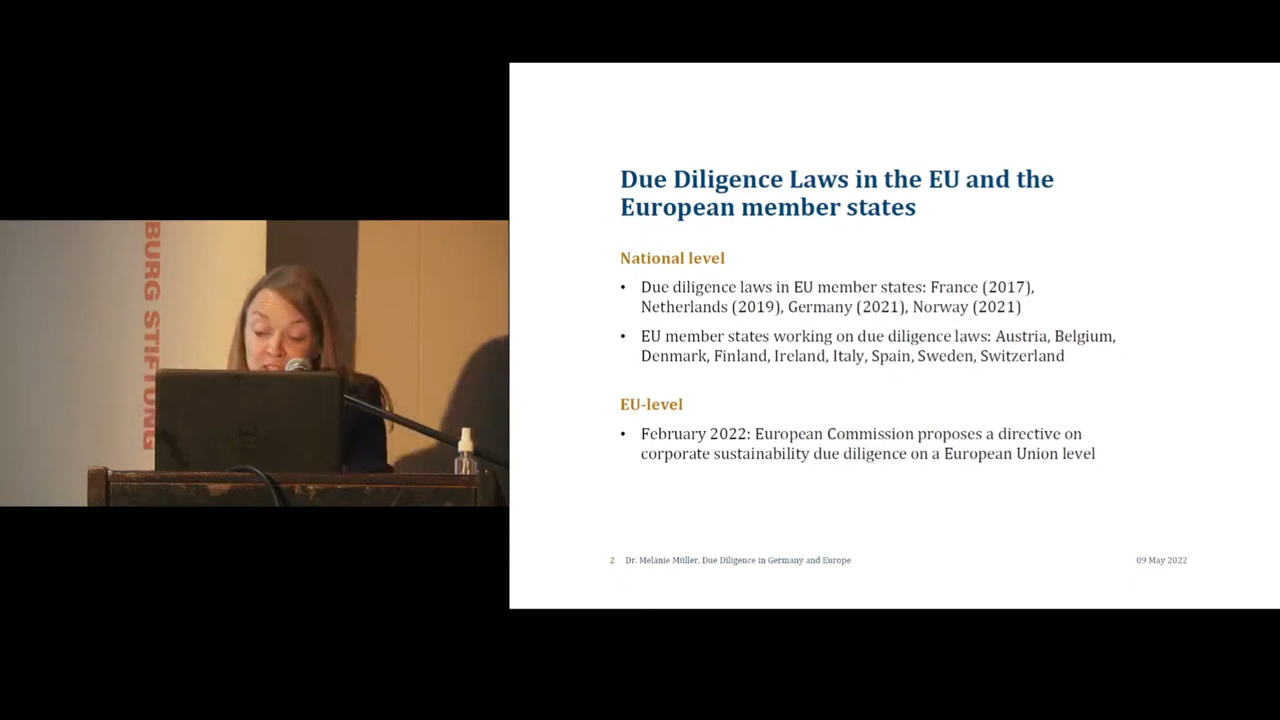 BURG STIFTUNG
Due Diligence Laws in the EU and the
European member states
National level
• Due diligence laws in EU member states: France (2017),
Netherlands (2019), Germany (2021), Norway (2021)
• EU member states working on due diligence laws: Austria, Belgium,
Denmark, Finland, Ireland, Italy, Spain, Sweden, Switzerland
EU-level
• February 2022: European Commission proposes a directive on
corporate sustainability due diligence on a European Union level
2 Dr. Melanie Müller, Due Diligence in Germany and Europe
09 May 2022